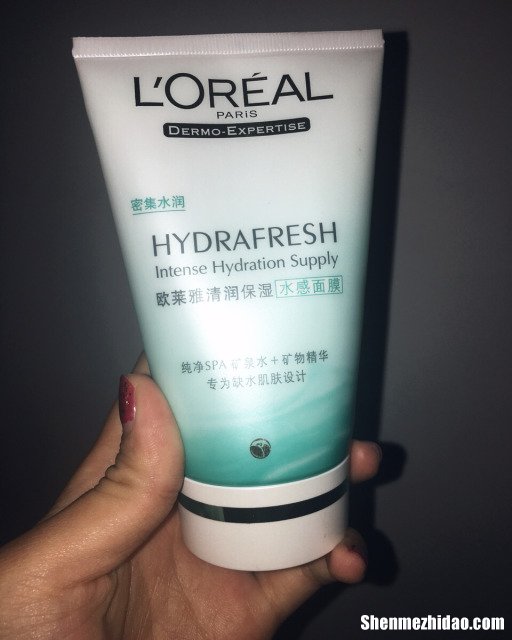 L'ORÉAL
PARIS
DERMO-EXPERTISE
密集水润
HYDRAFRESH
Intense Hydration Supply
欧莱雅清润保湿 水感面膜
纯净SPA 矿泉水+矿物精华
专为缺水肌肤设计
Shenmezhidao.com